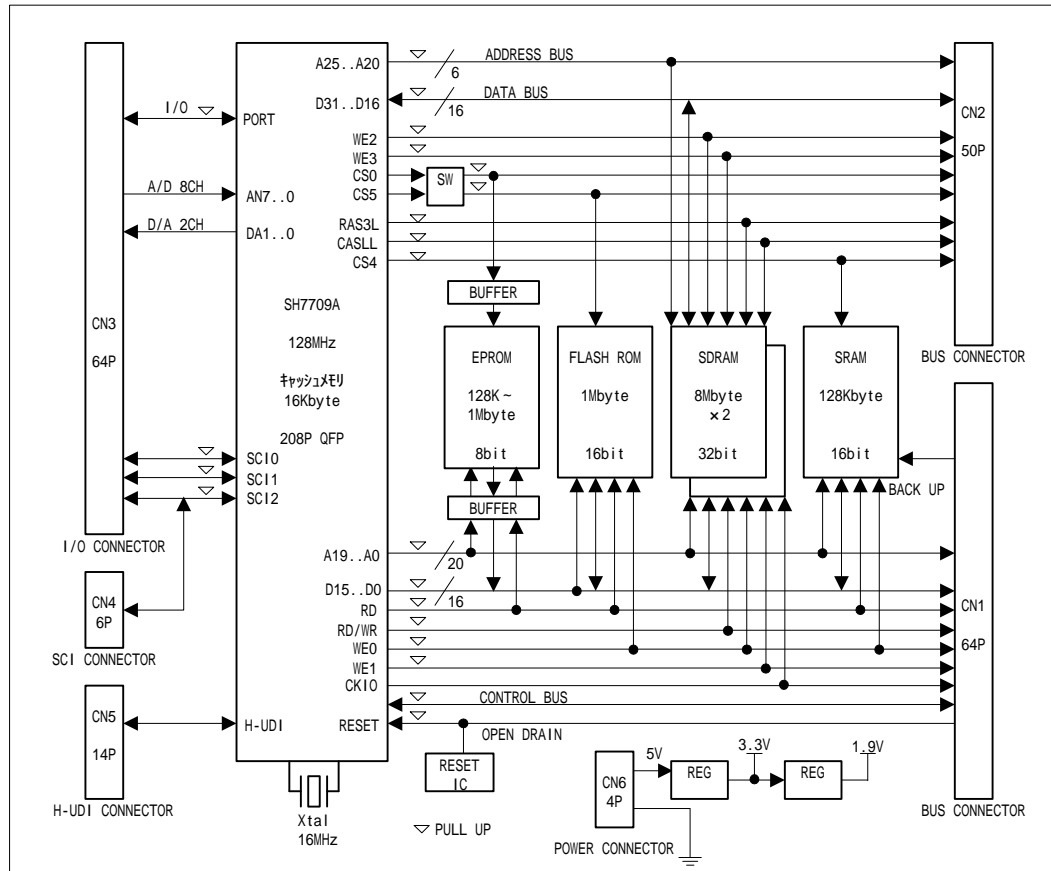 A25..A20
ADDRESS BUS
6
D31..D16
DATA BUS
16
WE2
WE3
CS0
CS5
SW
RAS3L
CASLL
CS4
CN2
50P
BUS CONNECTOR
I/O
PORT
A/D 8CH
AN7..0
D/A 2CH
DA1..0
CN3
64P
SH7709A
128MHz
キャッシュメモリ
16Kbyte
208P QFP
BUFFER
EPROM
128K~
1Mbyte
8bit
BUFFER
FLASH ROM
1Mbyte
16bit
SDRAM
8Mbyte
×2
32bit
SRAM
128Kbyte
16bit
BACK UP
SCI0
SCI1
SCI2
I/O CONNECTOR
CN4
6P
SCI CONNECTOR
CN5
14P
H-UDI
H-UDI CONNECTOR
A19..A0
20
D15..D0
16
RD
RD/WR
WE0
WE1
CKIO
CONTROL BUS
RESET
OPEN DRAIN
CN1
64P
BUS CONNECTOR
RESET
IC
Xtal
16MHz
▽ PULL UP
CN6
4P
5V
REG
3.3V
REG
1.9V
POWER CONNECTOR